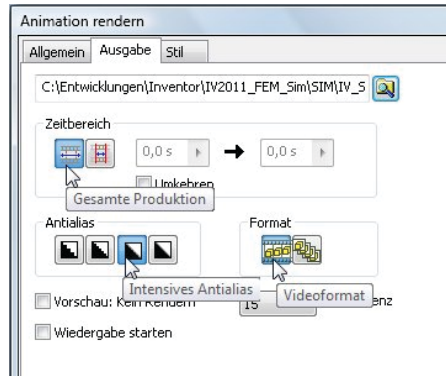 Animation rendern
Allgemein Ausgabe Stil
C:\Entwicklungen\Inventor\IV2011_FEM_Sim\SIM\IV_S
Zeitbereich
0,0 s 0,0 s
Umkehren
Gesamte Produktion
Antialias Format
Intensives Antialias Videoformat
Vorschau: Kein Rendern 15 enz
Wiedergabe starten